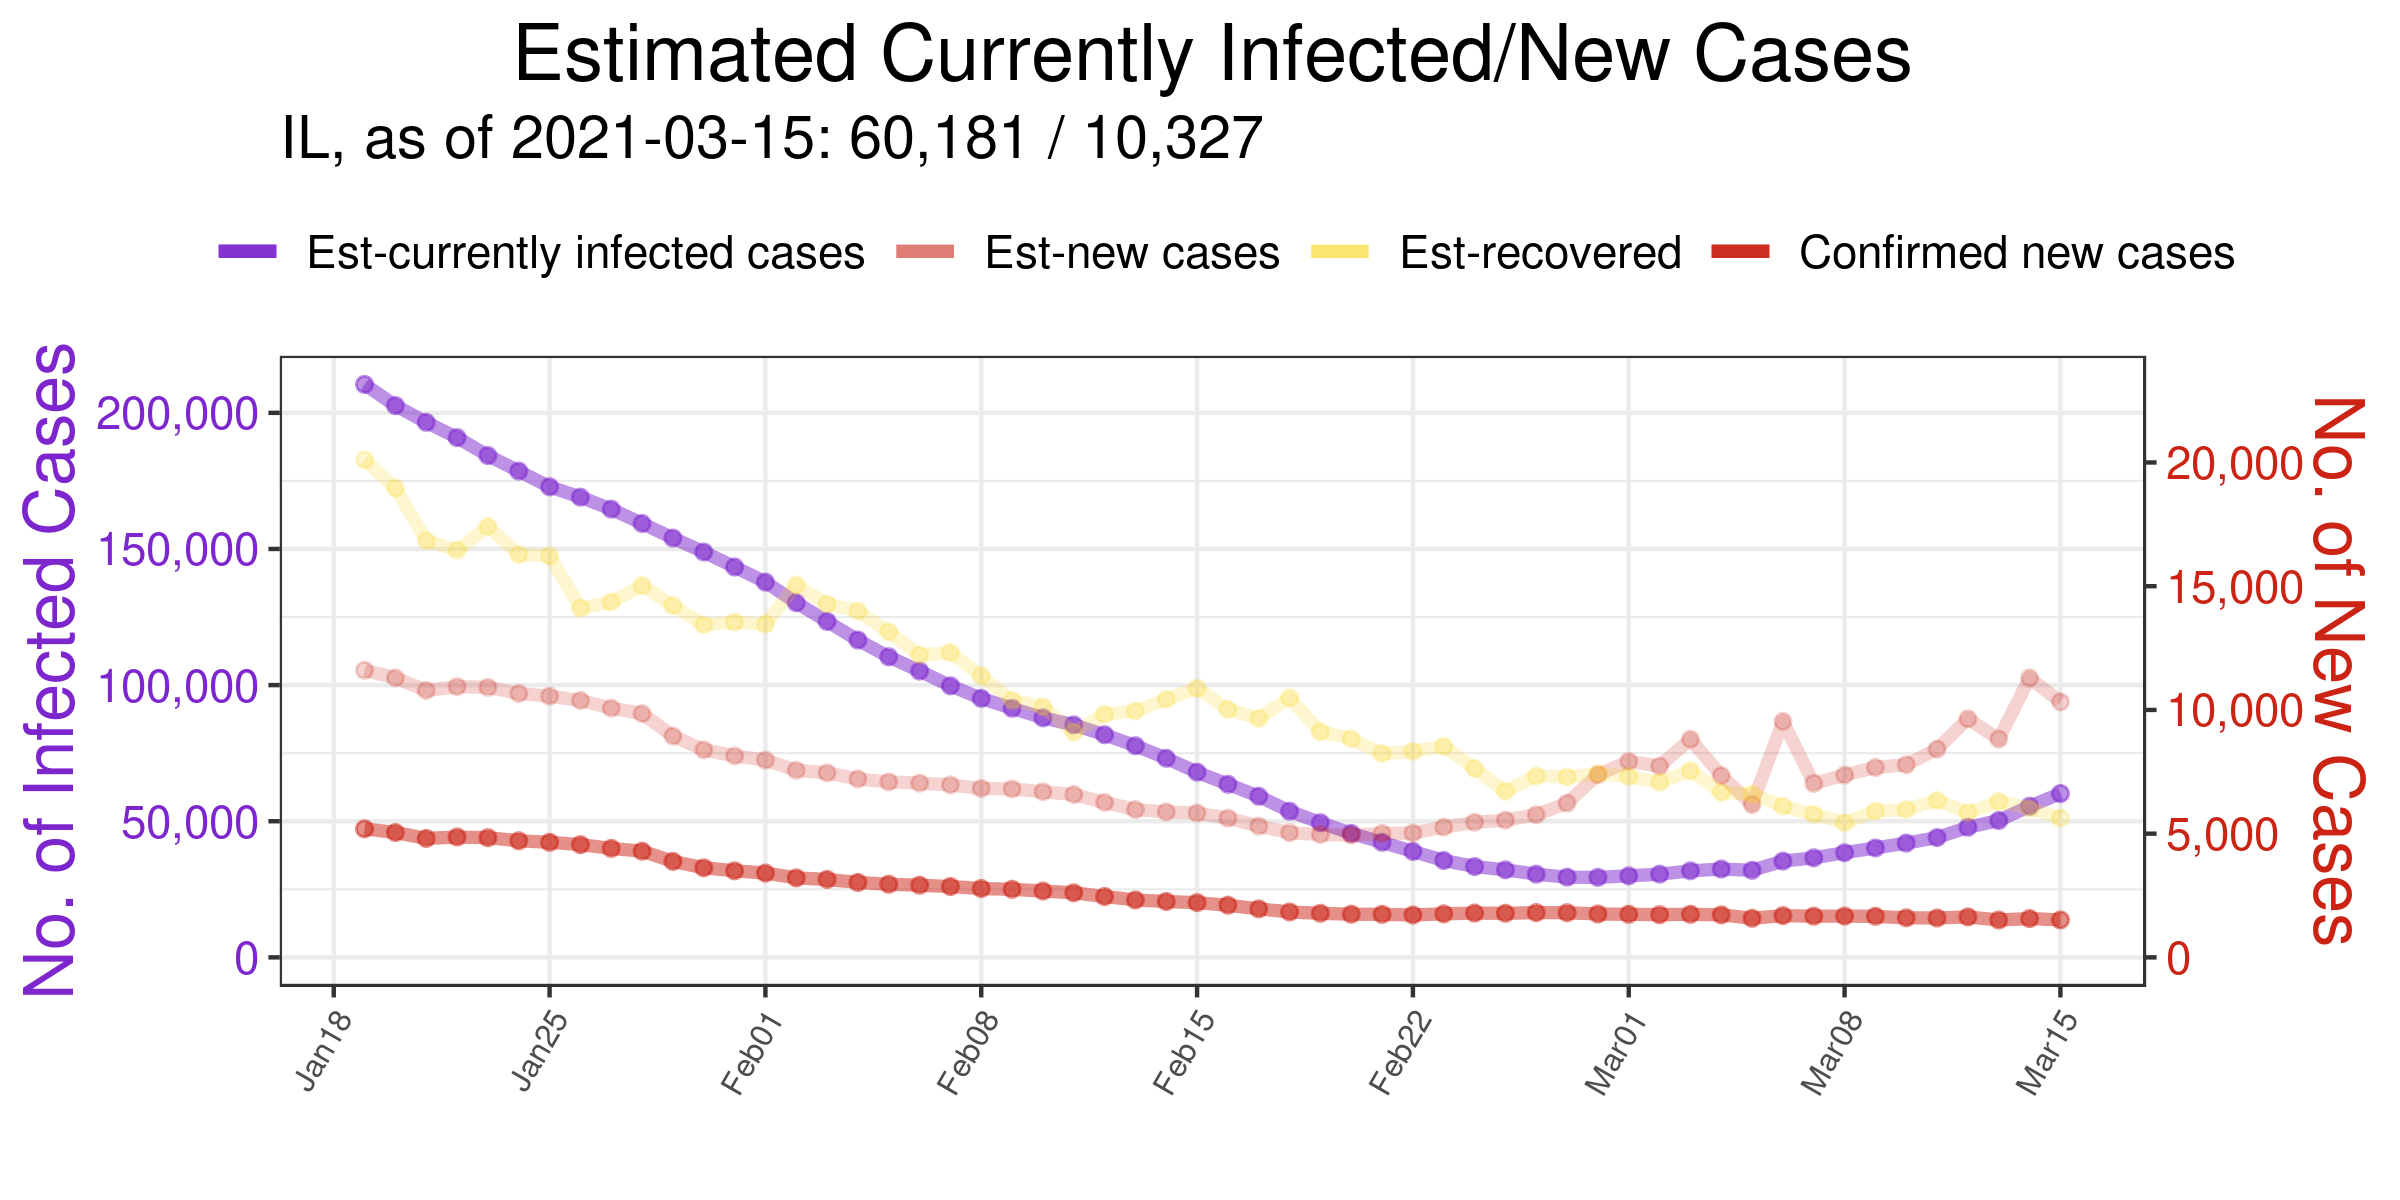 Estimated Currently Infected/New Cases
IL, as of 2021-03-15: 60,181 / 10,327
Est-currently infected cases Est-new cases Est-recovered Confirmed new cases
No. of Infected Cases
200,000
150,000
100,000
50,000
0
20,000
15,000
10,000
5,000
0
No. of New Cases
Jan18 Jan25 Feb01 Feb08 Feb15 Feb22 Mar01 Mar08 Mar15